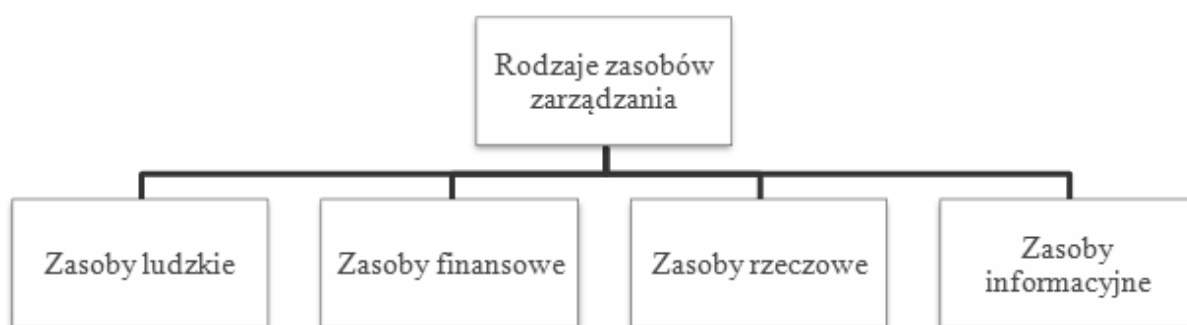 Rodzaje zasobów
zarządzania
Zasoby ludzkie
Zasoby finansowe
Zasoby rzeczowe
Zasoby
informacyjne